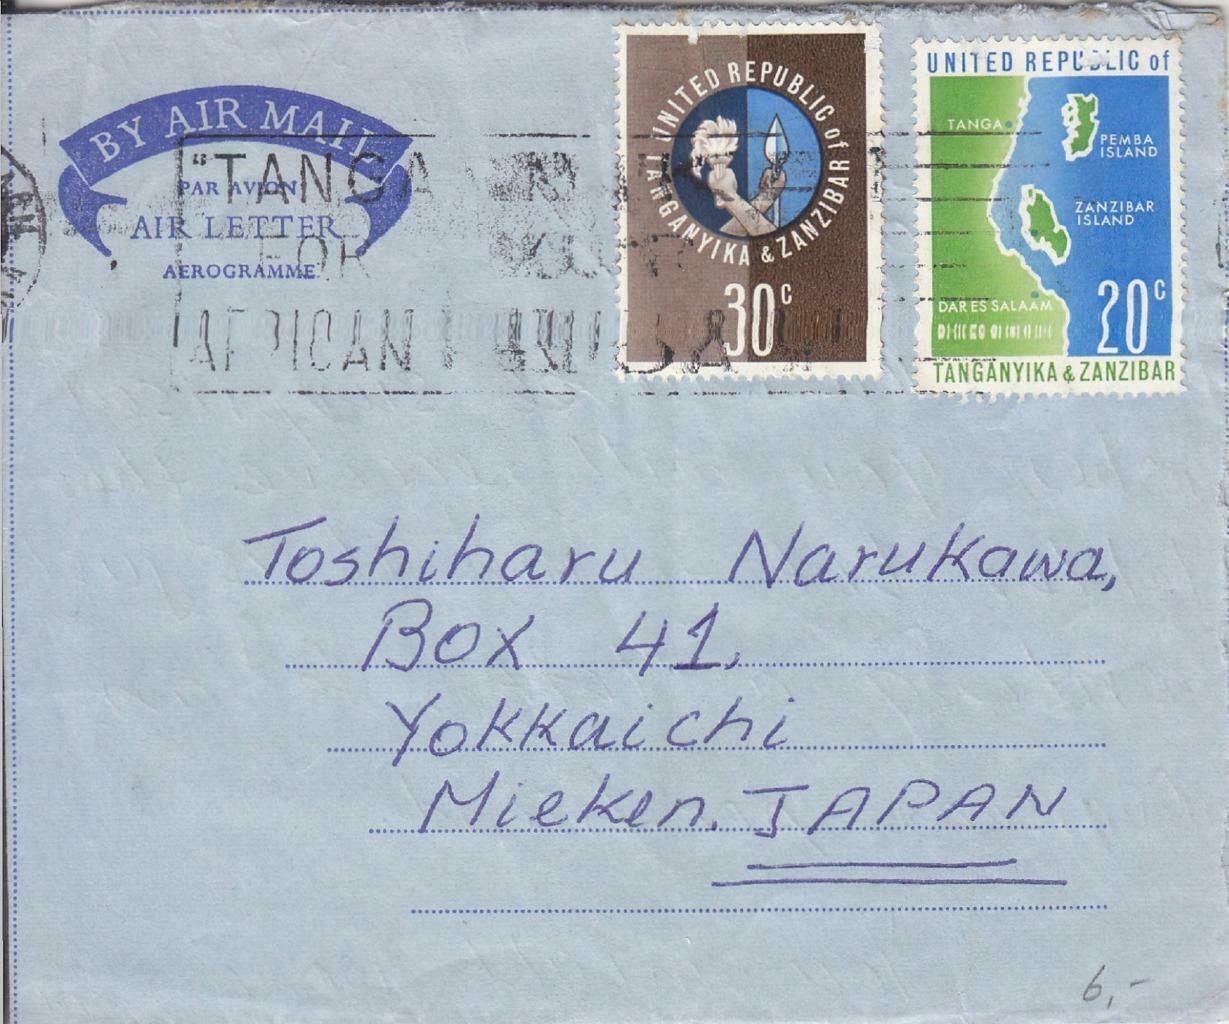 BY AIR MAIL
PAR AVION
AIR LETTER
AEROGRAMME
"TANGA
FOR
AFRICAN
UNITED REPUBLIC of
TANGANYIKA & ZANZIBAR
30c
UNITED REPUBLIC of
TANGA
PEMBA
ISLAND
ZANZIBAR
ISLAND
DAR ES SALAAM
20c
TANGANYIKA & ZANZIBAR
Toshiharu Narukawa,
Box 41,
Yokkaichi
Mieken. JAPAN
6,-